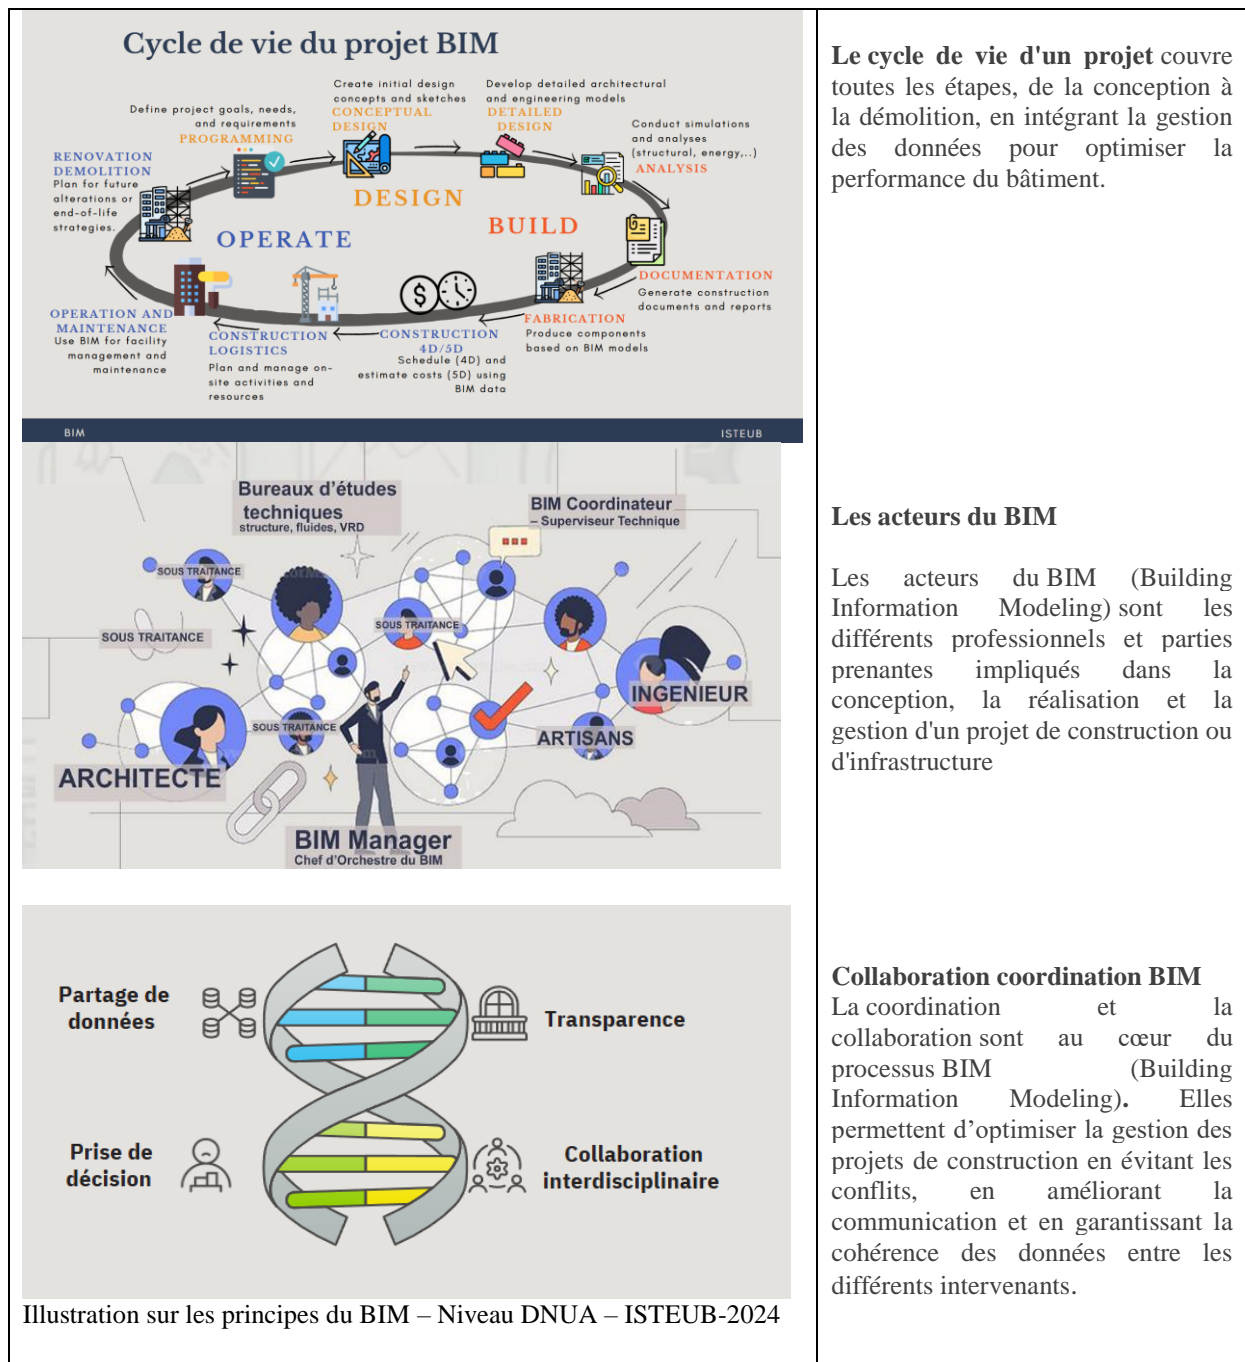 Cycle de vie du projet BIM
Create initial design
concepts and sketches
CONCEPTUAL
DESIGN
Develop detailed architectural
and engineering models
DETAILED
DESIGN
Define project goals, needs,
and requirements
PROGRAMMING
Conduct simulations
and analyses
(structural, energy,..)
ANALYSIS
RENOVATION
DEMOLITION
Plan for future
alterations or
end-of-life
strategies.
DESIGN
BUILD
OPERATE
DOCUMENTATION
Generate construction
documents and reports
FABRICATION
Produce components
based on BIM models
CONSTRUCTION
4D/5D
Schedule (4D) and
estimate costs (5D) using
BIM data
CONSTRUCTION
LOGISTICS
Plan and manage on-
site activities and
resources
OPERATION AND
MAINTENANCE
Use BIM for facility
management and
maintenance
BIM
ISTEUB
Le cycle de vie d'un projet couvre
toutes les étapes, de la conception à
la démolition, en intégrant la gestion
des données pour optimiser la
performance du bâtiment.
Bureaux d'études
techniques
structure, fluides, VRD
BIM Coordinateur
– Superviseur Technique
SOUS TRAITANCE
SOUS TRAITANCE
SOUS TRAITANCE
SOUS TRAITANCE
INGENIEUR
ARTISANS
ARCHITECTE
BIM Manager
Chef d'Orchestre du BIM
Les acteurs du BIM
Les acteurs du BIM (Building
Information Modeling) sont les
différents professionnels et parties
prenantes impliqués dans la
conception, la réalisation et la
gestion d'un projet de construction ou
d'infrastructure
Partage de
données
Transparence
Prise de
décision
Collaboration
interdisciplinaire
Collaboration coordination BIM
La coordination et la
collaboration sont au cœur du
processus BIM (Building
Information Modeling). Elles
permettent d'optimiser la gestion des
projets de construction en évitant les
conflits, en améliorant la
communication et en garantissant la
cohérence des données entre les
différents intervenants.
Illustration sur les principes du BIM – Niveau DNUA – ISTEUB-2024